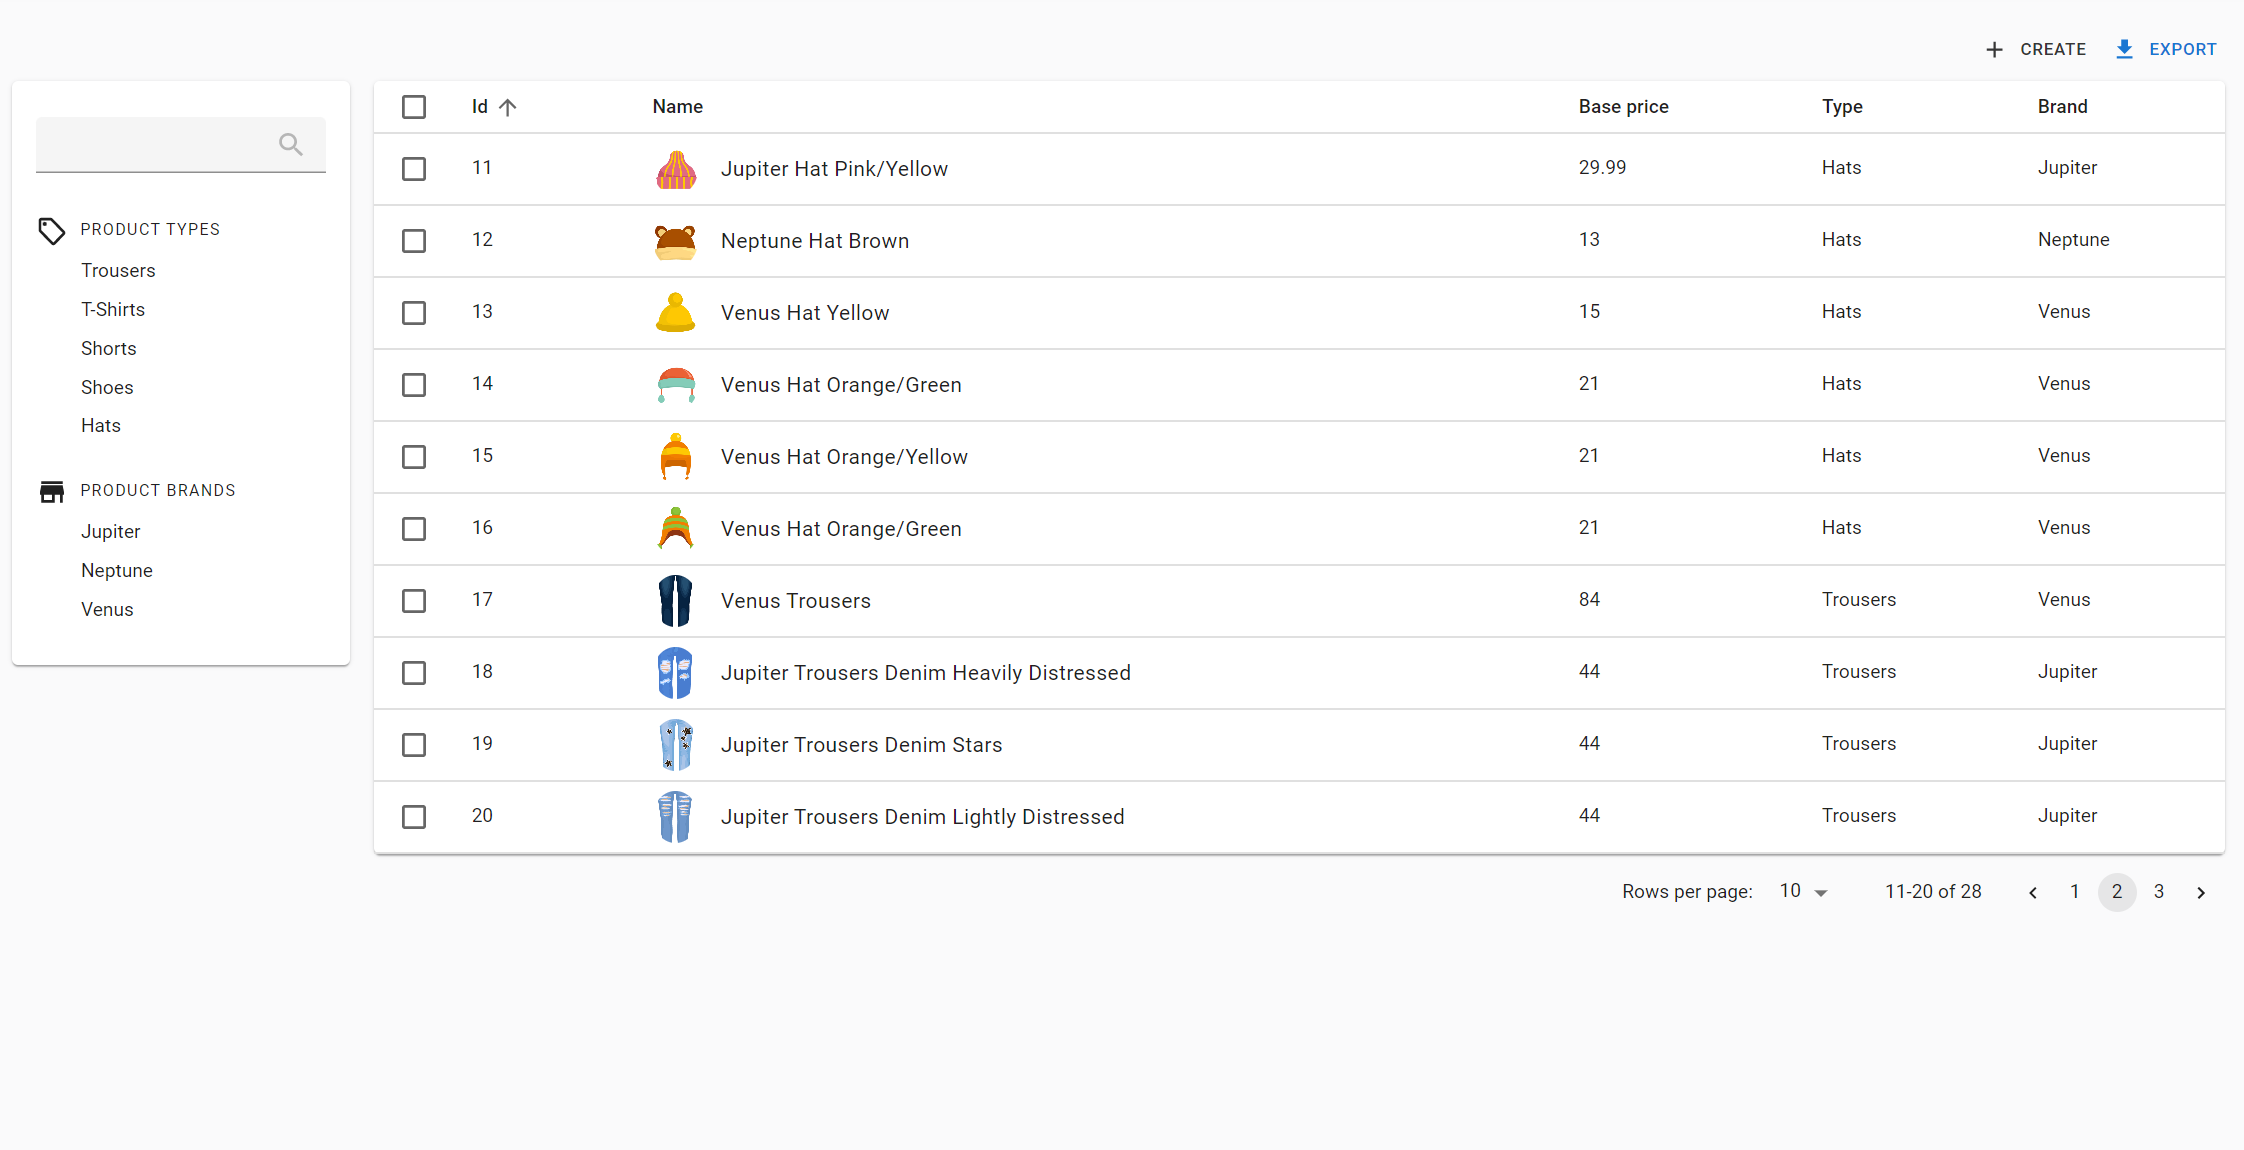 CREATE EXPORT
PRODUCT TYPES
Trousers
T-Shirts
Shorts
Shoes
Hats
PRODUCT BRANDS
Jupiter
Neptune
Venus
Id Name Base price Type Brand
11 Jupiter Hat Pink/Yellow 29.99 Hats Jupiter
12 Neptune Hat Brown 13 Hats Neptune
13 Venus Hat Yellow 15 Hats Venus
14 Venus Hat Orange/Green 21 Hats Venus
15 Venus Hat Orange/Yellow 21 Hats Venus
16 Venus Hat Orange/Green 21 Hats Venus
17 Venus Trousers 84 Trousers Venus
18 Jupiter Trousers Denim Heavily Distressed 44 Trousers Jupiter
19 Jupiter Trousers Denim Stars 44 Trousers Jupiter
20 Jupiter Trousers Denim Lightly Distressed 44 Trousers Jupiter
Rows per page: 10 11-20 of 28 1 2 3